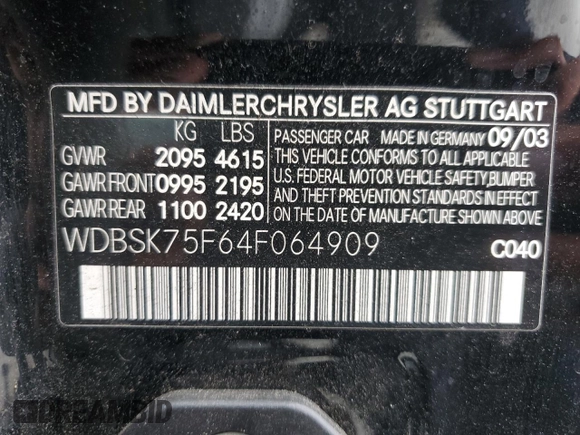 MFD BY DAIMLERCHRYSLER AG STUTTGART
KG LBS
GVWR 2095 4615
GAWR FRONT 0995 2195
GAWR REAR 1100 2420
PASSENGER CAR MADE IN GERMANY 09/03
THIS VEHICLE CONFORMS TO ALL APPLICABLE
U.S. FEDERAL MOTOR VEHICLE SAFETY, BUMPER
AND THEFT PREVENTION STANDARDS IN EFFECT
ON THE DATE OF MANUFACTURE SHOWN ABOVE
WDBSK75F64F064909 C040
DREAMBID